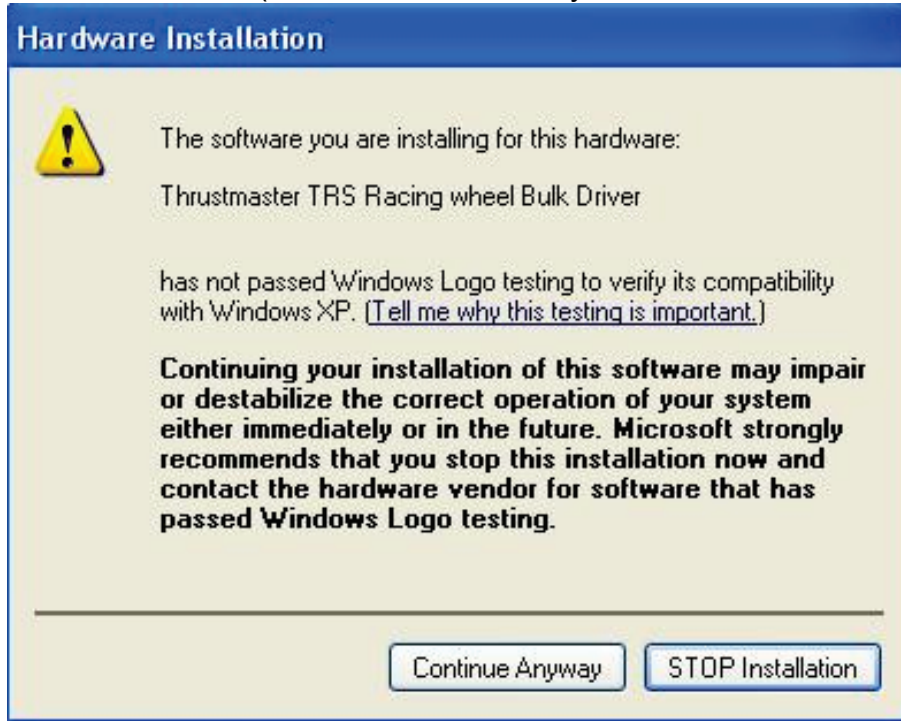 Hardware Installation
The software you are installing for this hardware:
Thrustmaster TRS Racing wheel Bulk Driver
has not passed Windows Logo testing to verify its compatibility
with Windows XP. (Tell me why this testing is important.)
Continuing your installation of this software may impair
or destabilize the correct operation of your system
either immediately or in the future. Microsoft strongly
recommends that you stop this installation now and
contact the hardware vendor for software that has
passed Windows Logo testing.
Continue Anyway
STOP Installation